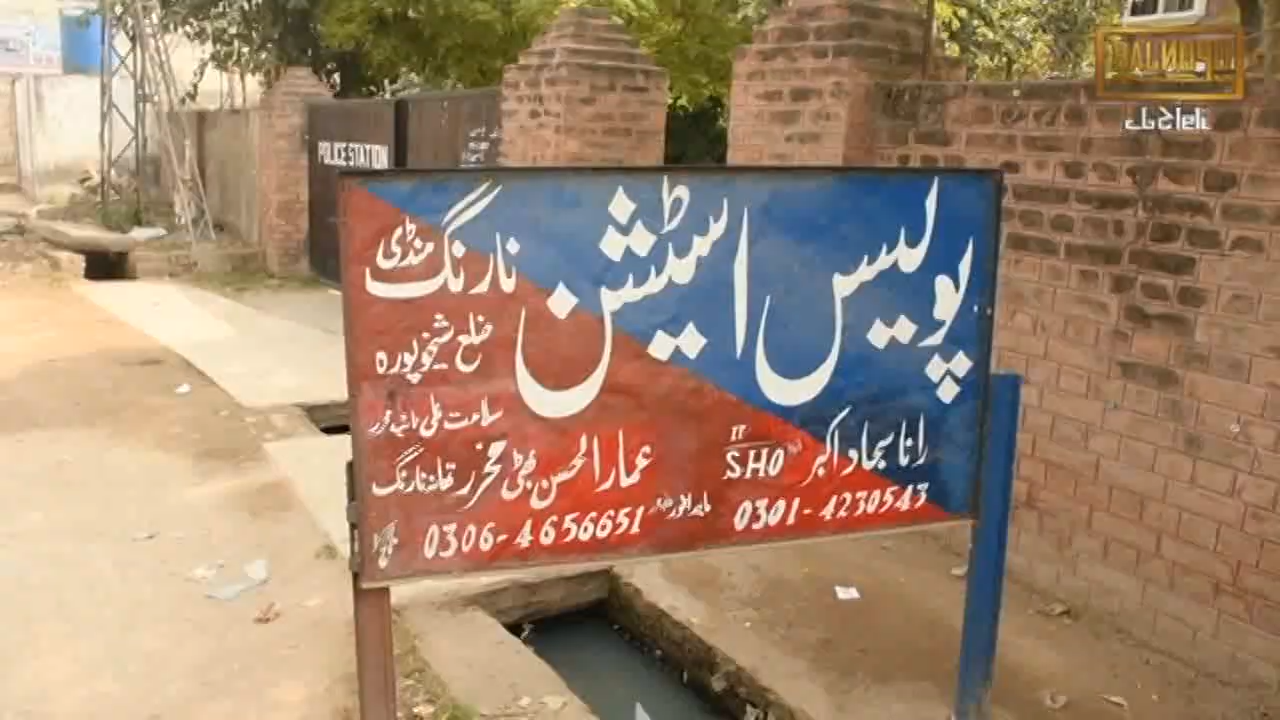 POLICE STATION
پولیس اسٹیشن نارنگ منڈی
ضلع شیخوپورہ
رانا سجاد اکبر SHO
0301-4230543
سلامت علی
عمار الحسن بھٹی محرر تھانہ نارنگ
0306-4656651